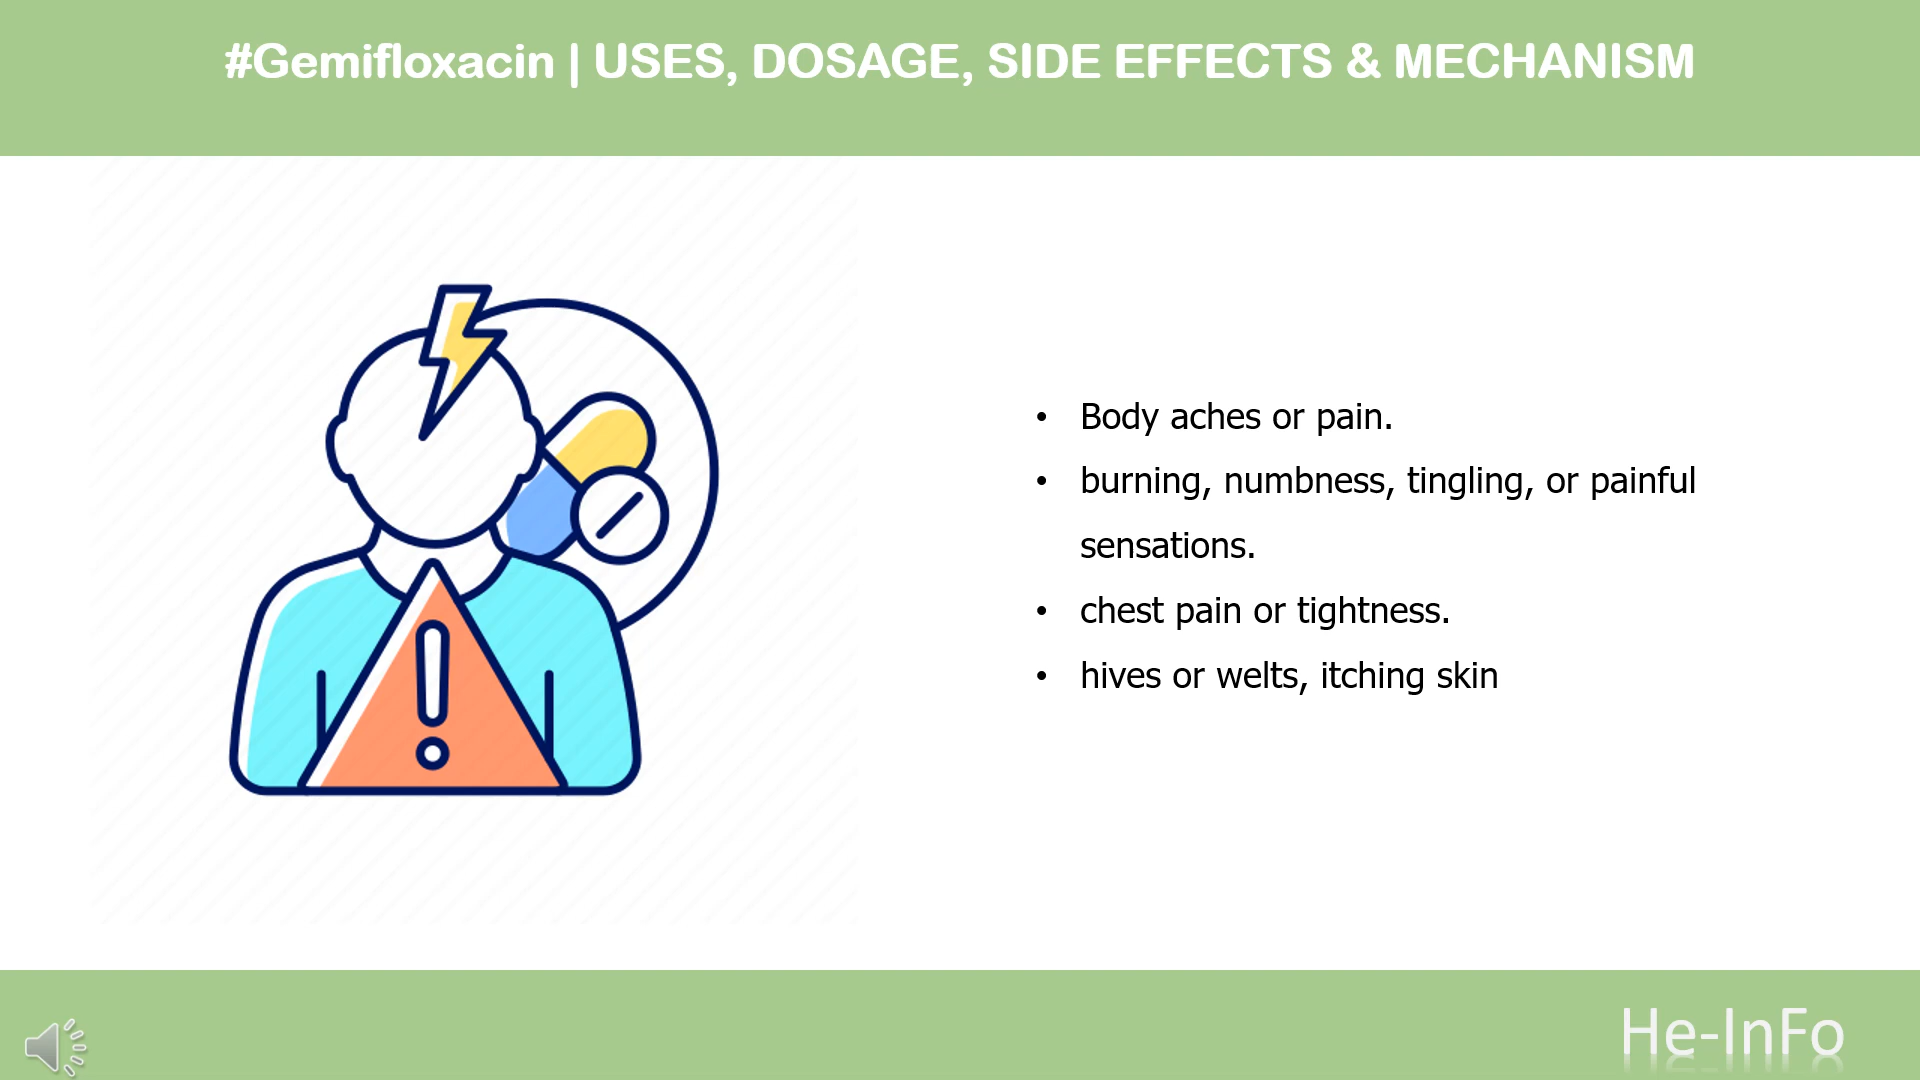 #Gemifloxacin | USES, DOSAGE, SIDE EFFECTS & MECHANISM
• Body aches or pain.
• burning, numbness, tingling, or painful
sensations.
• chest pain or tightness.
• hives or welts, itching skin
He-InFo